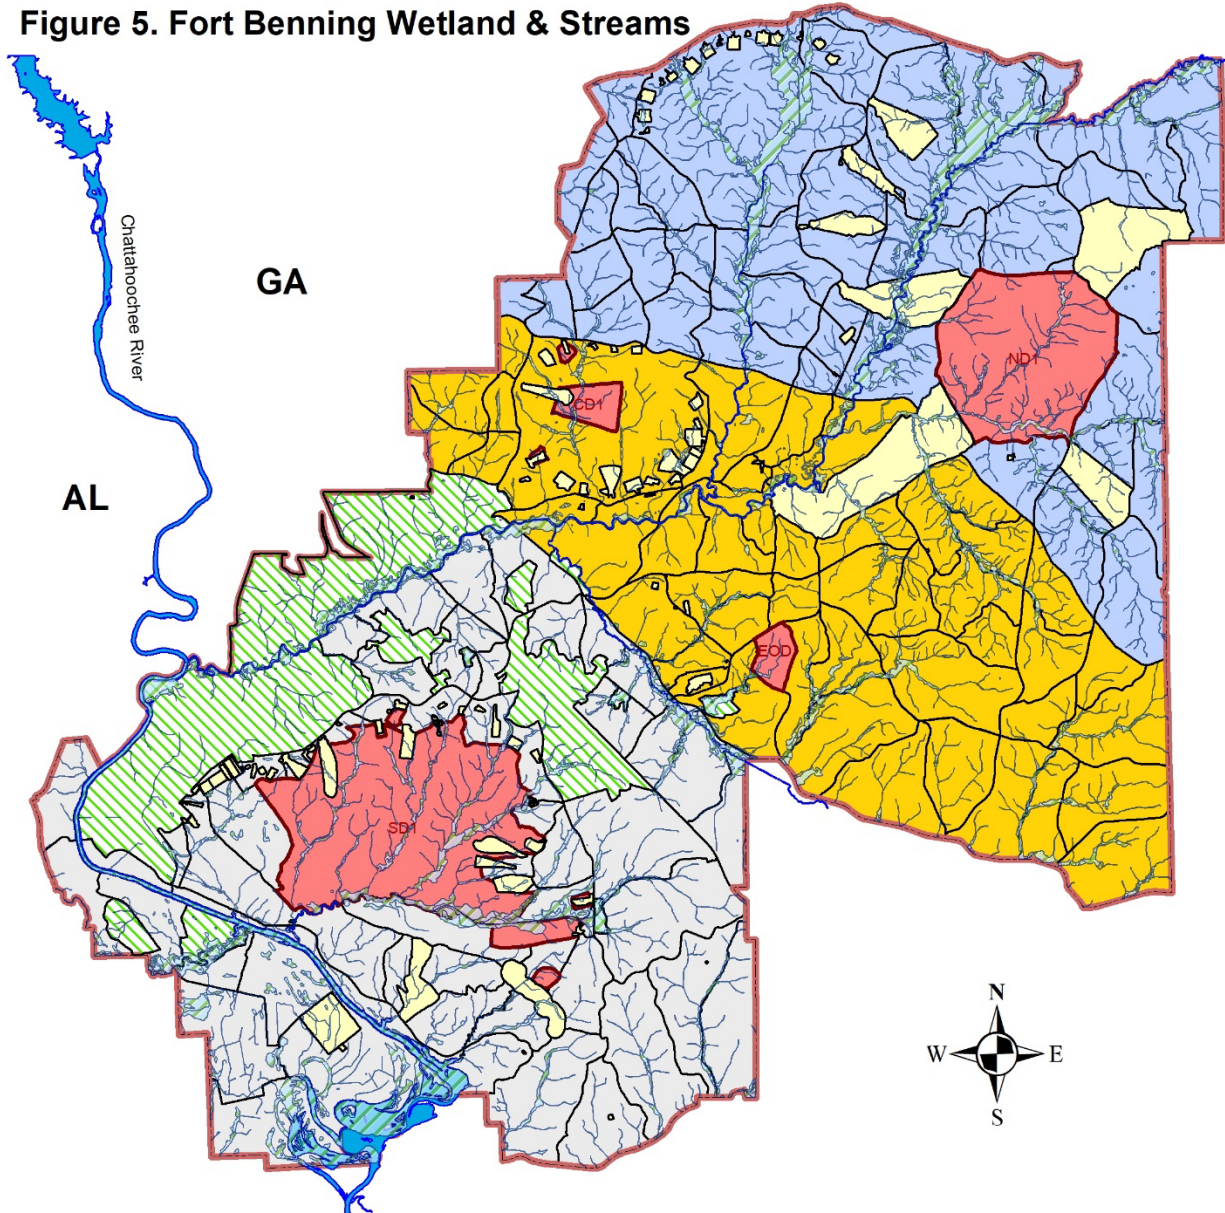 Figure 5. Fort Benning Wetland & Streams
Chattahoochee River
GA
ND1
CD1
AL
EOD
SD1
N
W E
S